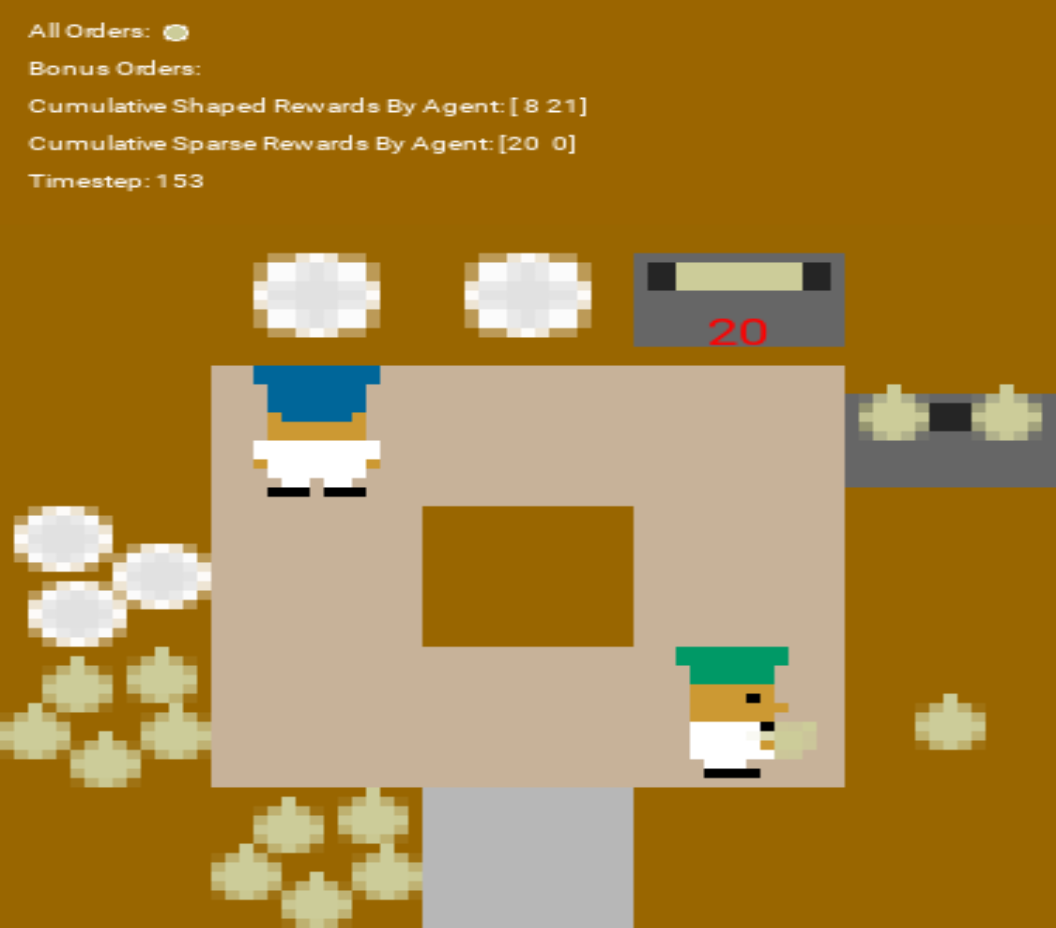 All Orders:
Bonus Orders:
Cumulative Shaped Rewards By Agent: [ 8 21]
Cumulative Sparse Rewards By Agent: [20  0]
Timestep: 153
20